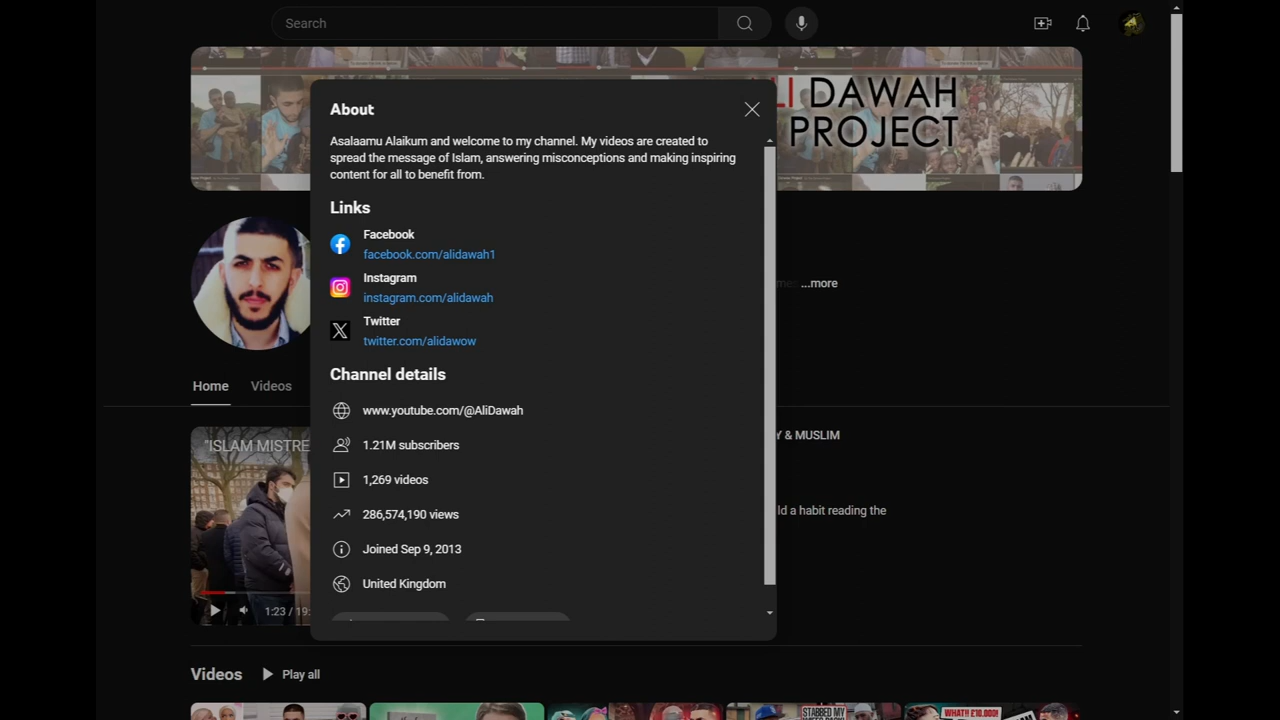 Search
LI DAWAH
PROJECT
About
Asalaamu Alaikum and welcome to my channel. My videos are created to
spread the message of Islam, answering misconceptions and making inspiring
content for all to benefit from.
Links
Facebook
facebook.com/alidawah1
Instagram
instagram.com/alidawah
...more
Twitter
twitter.com/alidawow
Channel details
Home
Videos
www.youtube.com/@AliDawah
Y & MUSLIM
"ISLAM MISTRE
1.21M subscribers
1,269 videos
286,574,190 views
ld a habit reading the
Joined Sep 9, 2013
United Kingdom
1:23 / 19:
Videos
Play all
STABBED MY
WHAT!! £10,000!